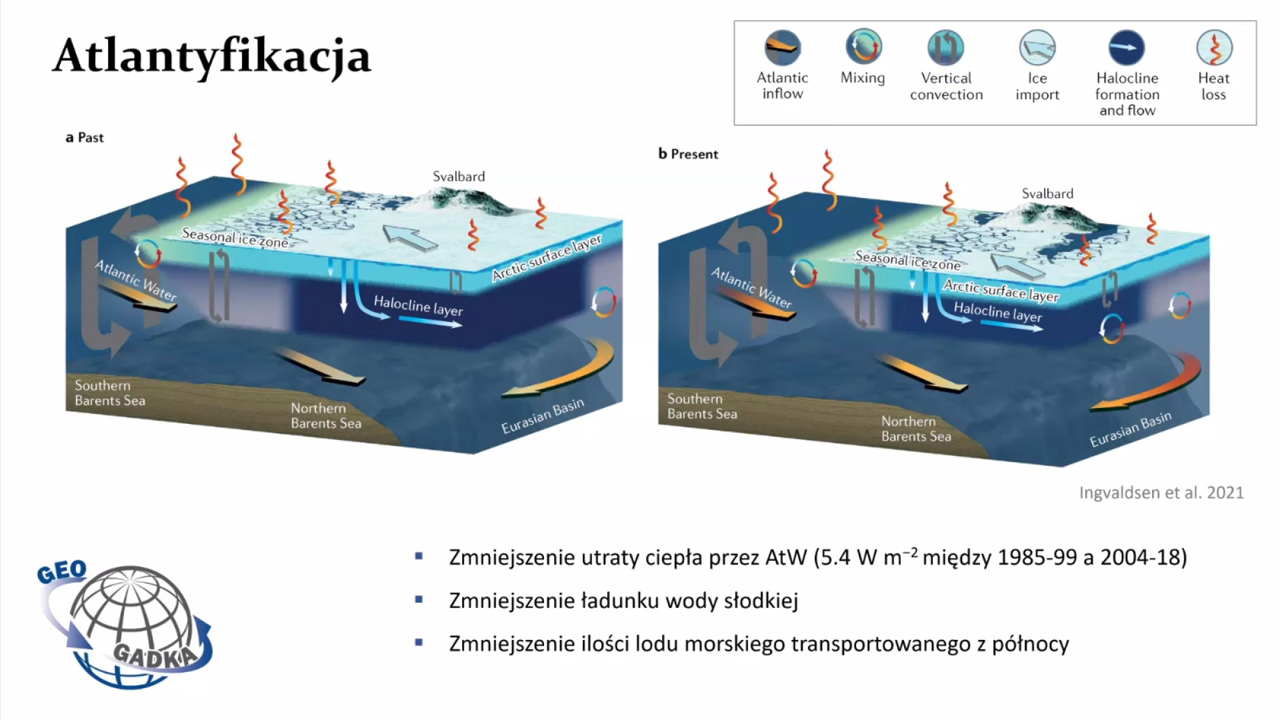 Atlantyfikacja
Atlantic
inflow
Mixing
Vertical
convection
Ice
import
Halocline
formation
and flow
Heat
loss
a Past
Svalbard
Seasonal ice zone
Arctic surface layer
Atlantic Water
Halocline layer
Southern
Barents Sea
Northern
Barents Sea
Eurasian Basin
b Present
Svalbard
Seasonal ice zone
Arctic surface layer
Atlantic Water
Halocline layer
Southern
Barents Sea
Northern
Barents Sea
Eurasian Basin
Ingvaldsen et al. 2021
▪ Zmniejszenie utraty ciepła przez AtW (5.4 W m⁻² między 1985-99 a 2004-18)
▪ Zmniejszenie ładunku wody słodkiej
▪ Zmniejszenie ilości lodu morskiego transportowanego z północy
GEO
GADKA